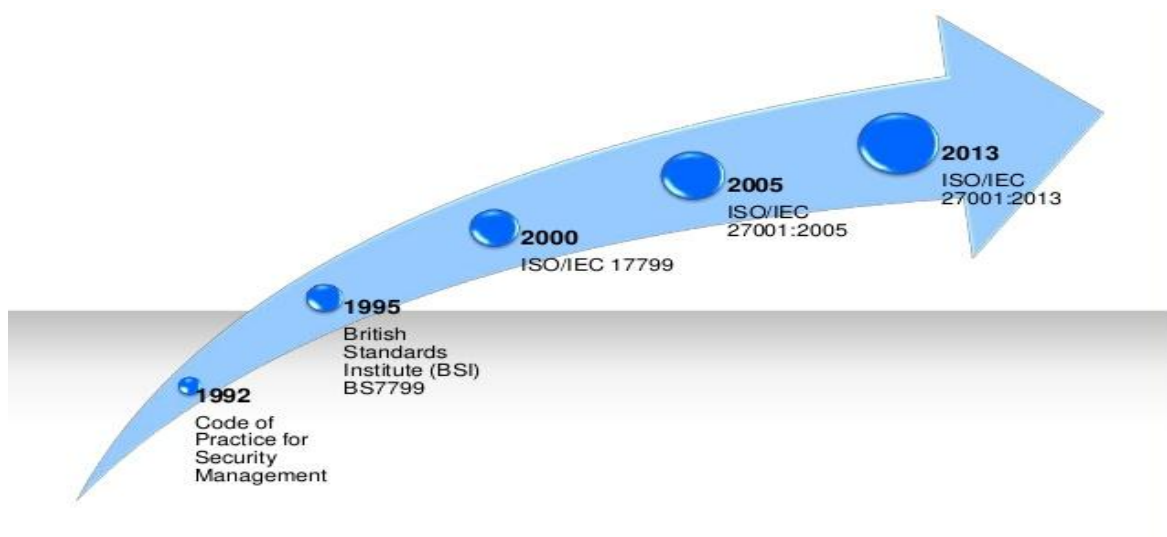 1992
Code of
Practice for
Security
Management
1995
British
Standards
Institute (BSI)
BS7799
2000
ISO/IEC 17799
2005
ISO/IEC
27001:2005
2013
ISO/IEC
27001:2013